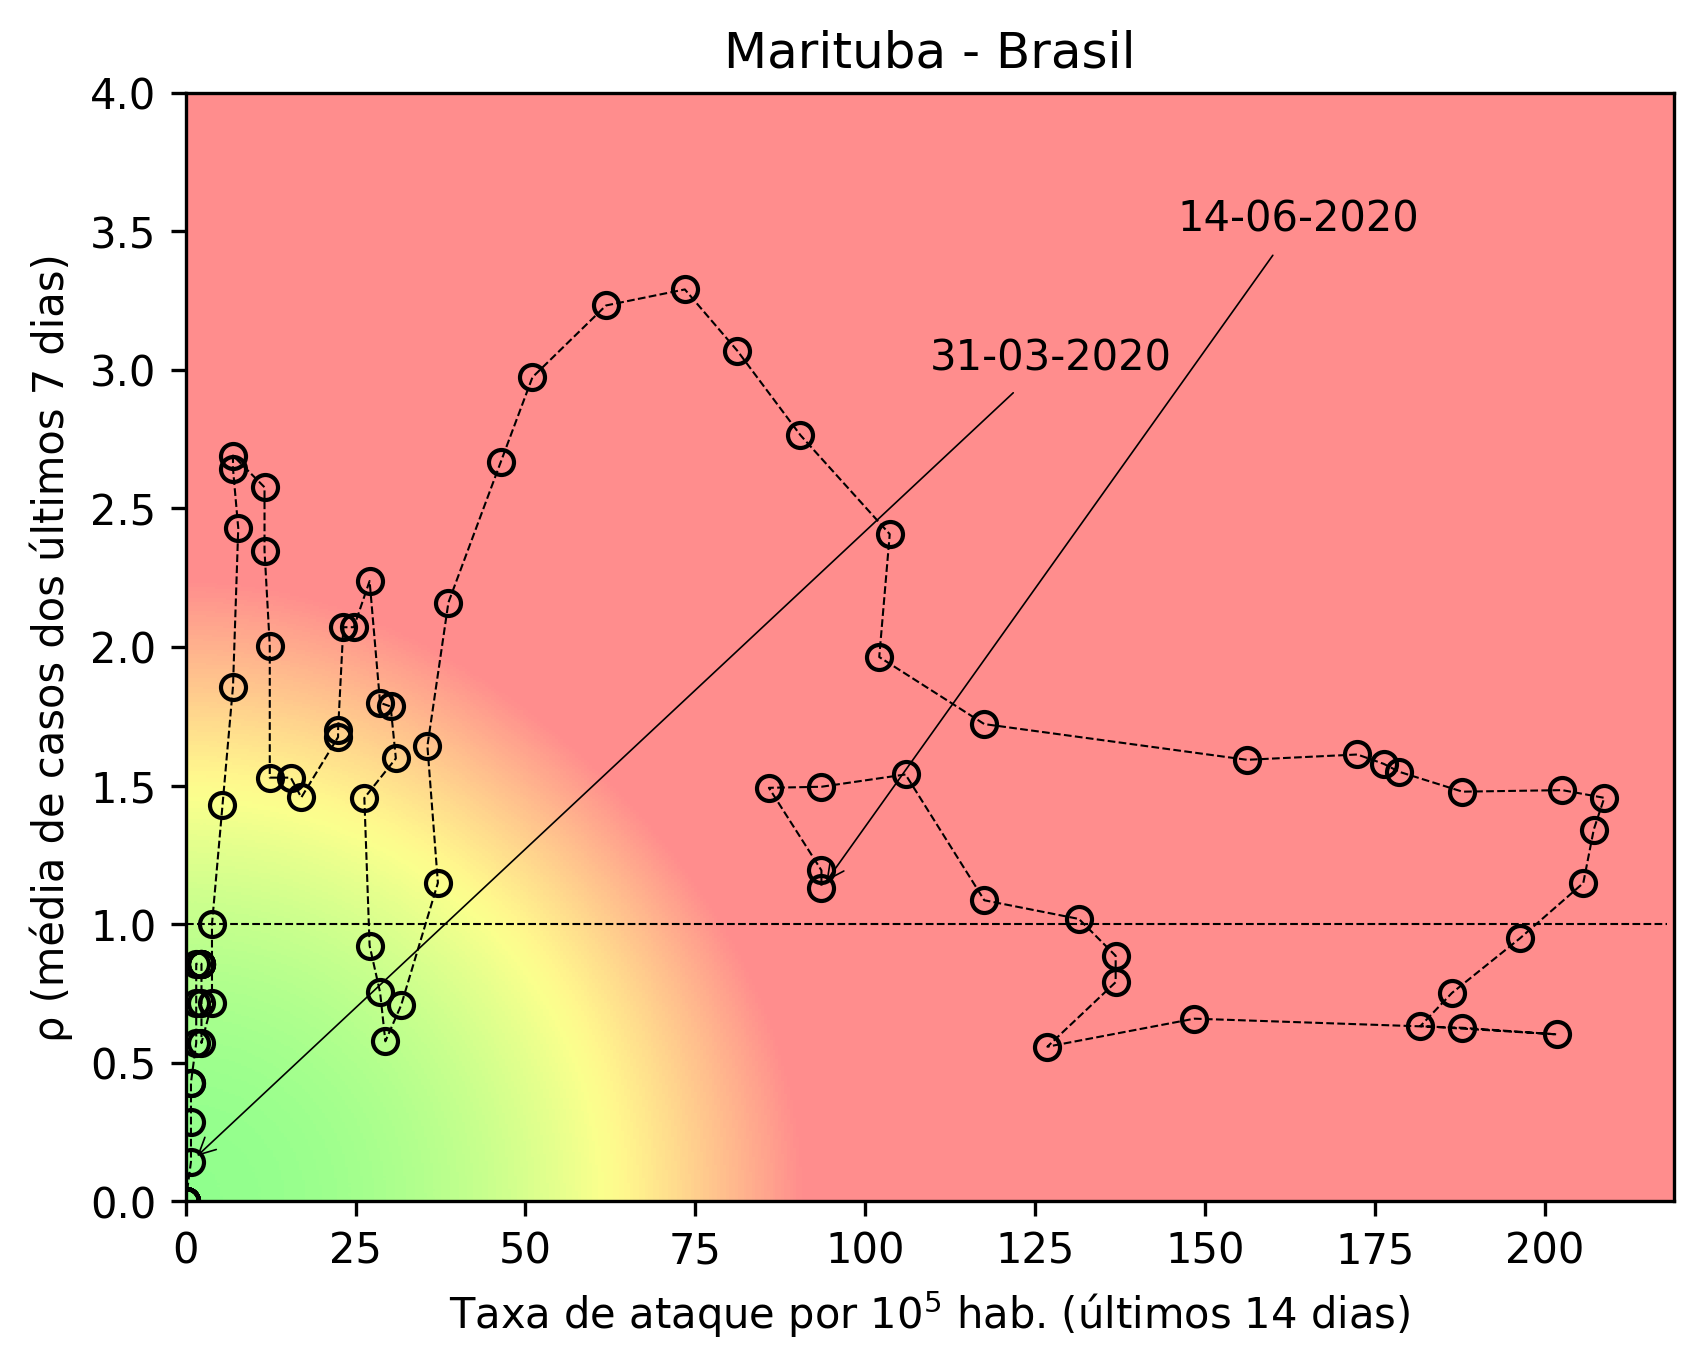 Marituba - Brasil
4.0
3.5
3.0
2.5
2.0
1.5
1.0
0.5
0.0
ρ (média de casos dos últimos 7 dias)
14-06-2020
31-03-2020
0 25 50 75 100 125 150 175 200
Taxa de ataque por 10⁵ hab. (últimos 14 dias)